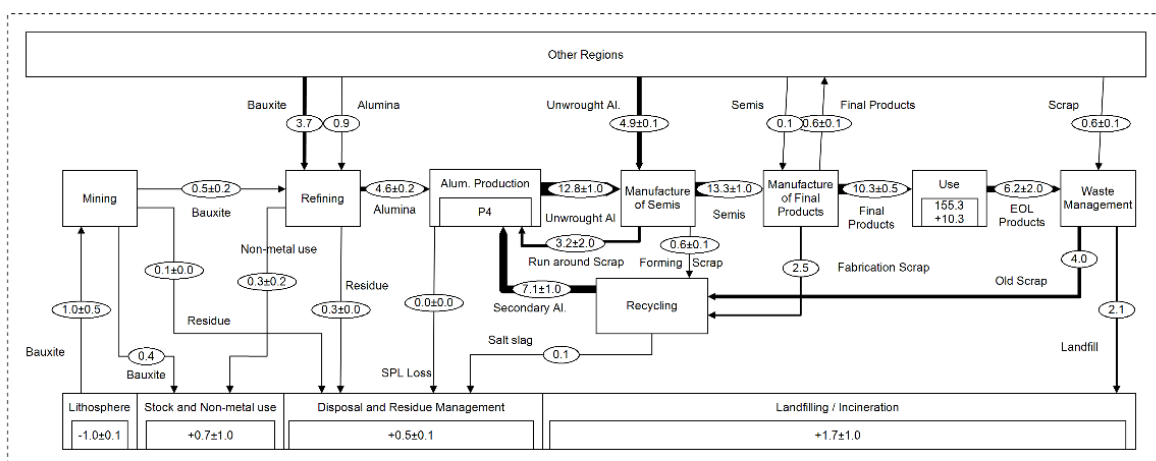 Other Regions
Bauxite
Alumina
Unwrought Al.
Semis
Final Products
Scrap
3.7
0.9
4.9±0.1
0.1
0.6±0.1
0.6±0.1
Mining
0.5±0.2
Bauxite
Refining
4.6±0.2
Alumina
Alum. Production
P4
12.8±1.0
Unwrought Al
Manufacture
of Semis
13.3±1.0
Semis
Manufacture
of Final
Products
10.3±0.5
Final
Products
Use
155.3
+10.3
6.2±2.0
EOL
Products
Waste
Management
Non-metal use
3.2±2.0
Run around Scrap
0.6±0.1
Forming Scrap
2.5
Fabrication Scrap
4.0
Old Scrap
0.1±0.0
0.3±0.2
Residue
0.0±0.0
7.1±1.0
Secondary Al.
Recycling
1.0±0.5
Residue
0.3±0.0
2.1
Salt slag
0.1
Bauxite
0.4
Bauxite
SPL Loss
Landfill
Lithosphere
-1.0±0.1
Stock and Non-metal use
+0.7±1.0
Disposal and Residue Management
+0.5±0.1
Landfilling / Incineration
+1.7±1.0